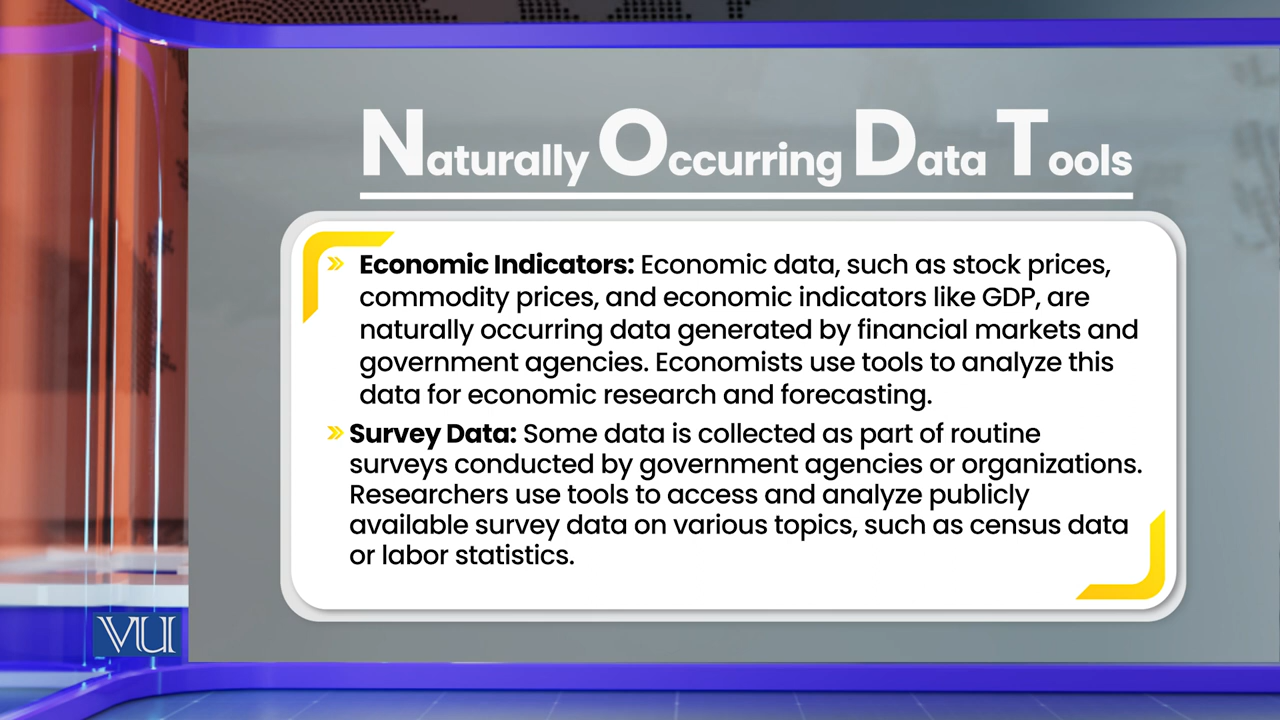 Naturally Occurring Data Tools
» Economic Indicators: Economic data, such as stock prices,
commodity prices, and economic indicators like GDP, are
naturally occurring data generated by financial markets and
government agencies. Economists use tools to analyze this
data for economic research and forecasting.
» Survey Data: Some data is collected as part of routine
surveys conducted by government agencies or organizations.
Researchers use tools to access and analyze publicly
available survey data on various topics, such as census data
or labor statistics.
VU